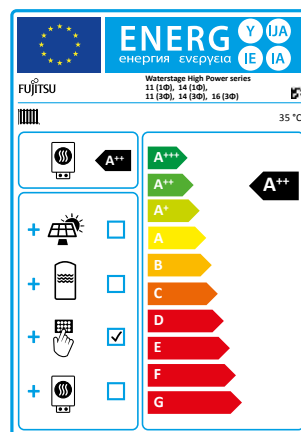 ENERG Y IJA
енергия ενεργεια IE IA
FUJITSU
Waterstage High Power series
11 (1Φ), 14 (1Φ),
11 (3Φ), 14 (3Φ), 16 (3Φ)
35 °C
A++
A+++
A++
A++
A+
A
B
C
D
E
F
G
+
+
+
+